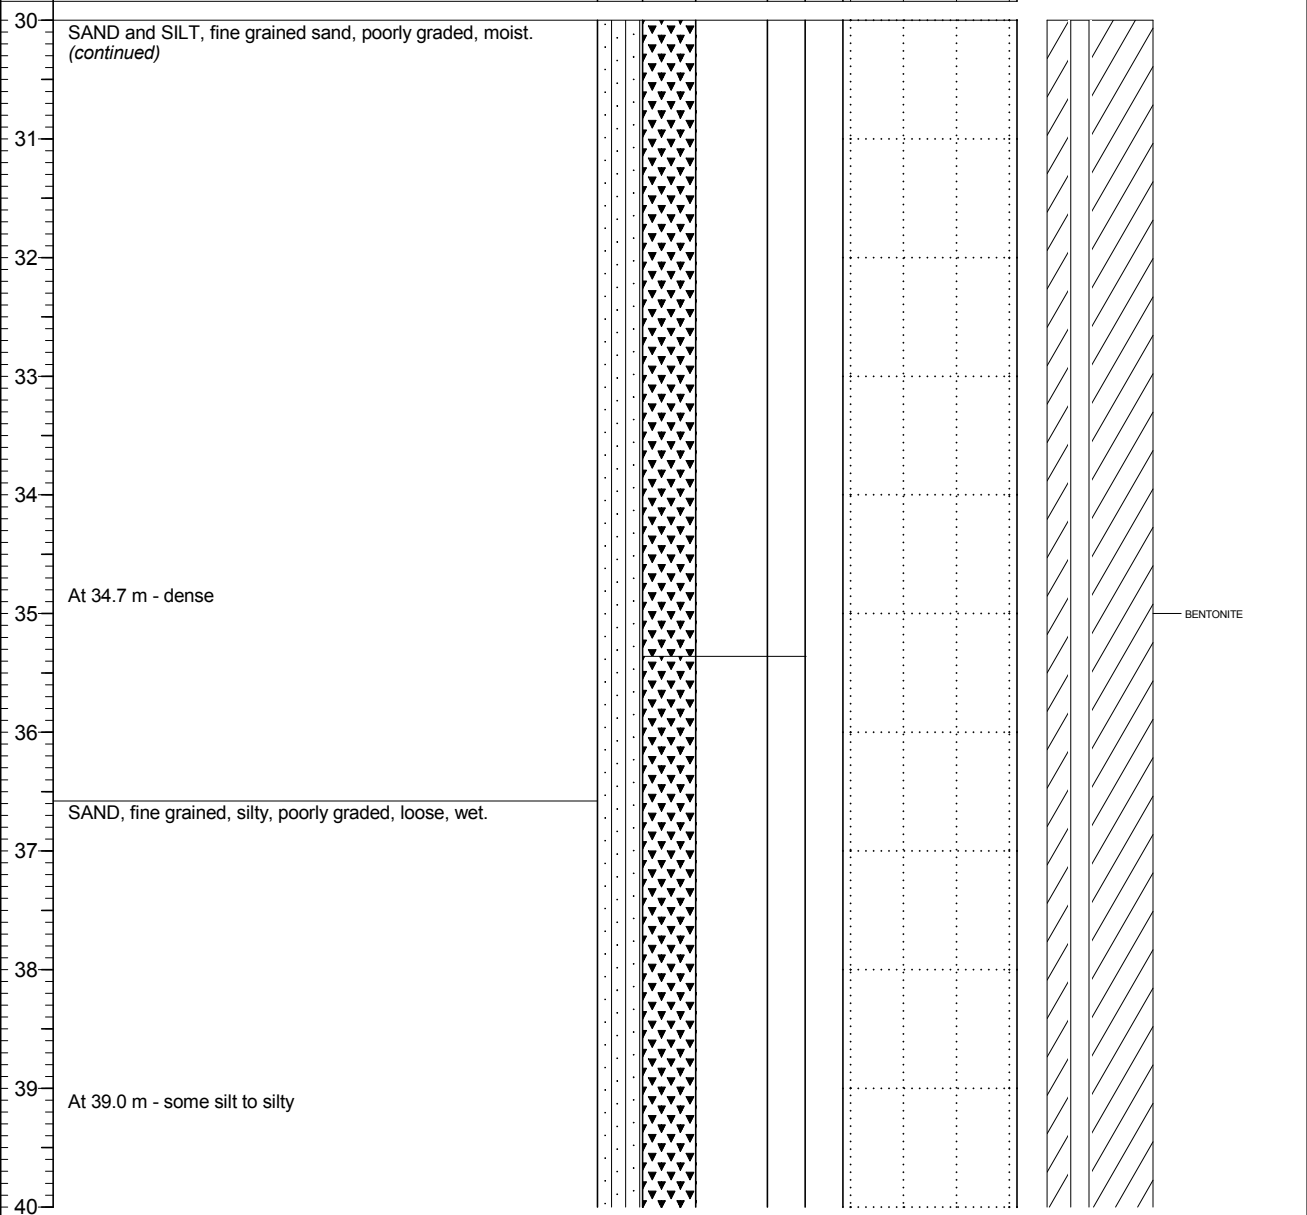 30
SAND and SILT, fine grained sand, poorly graded, moist.
(continued)
31
32
33
34
At 34.7 m - dense
35
BENTONITE
36
SAND, fine grained, silty, poorly graded, loose, wet.
37
38
39
At 39.0 m - some silt to silty
40